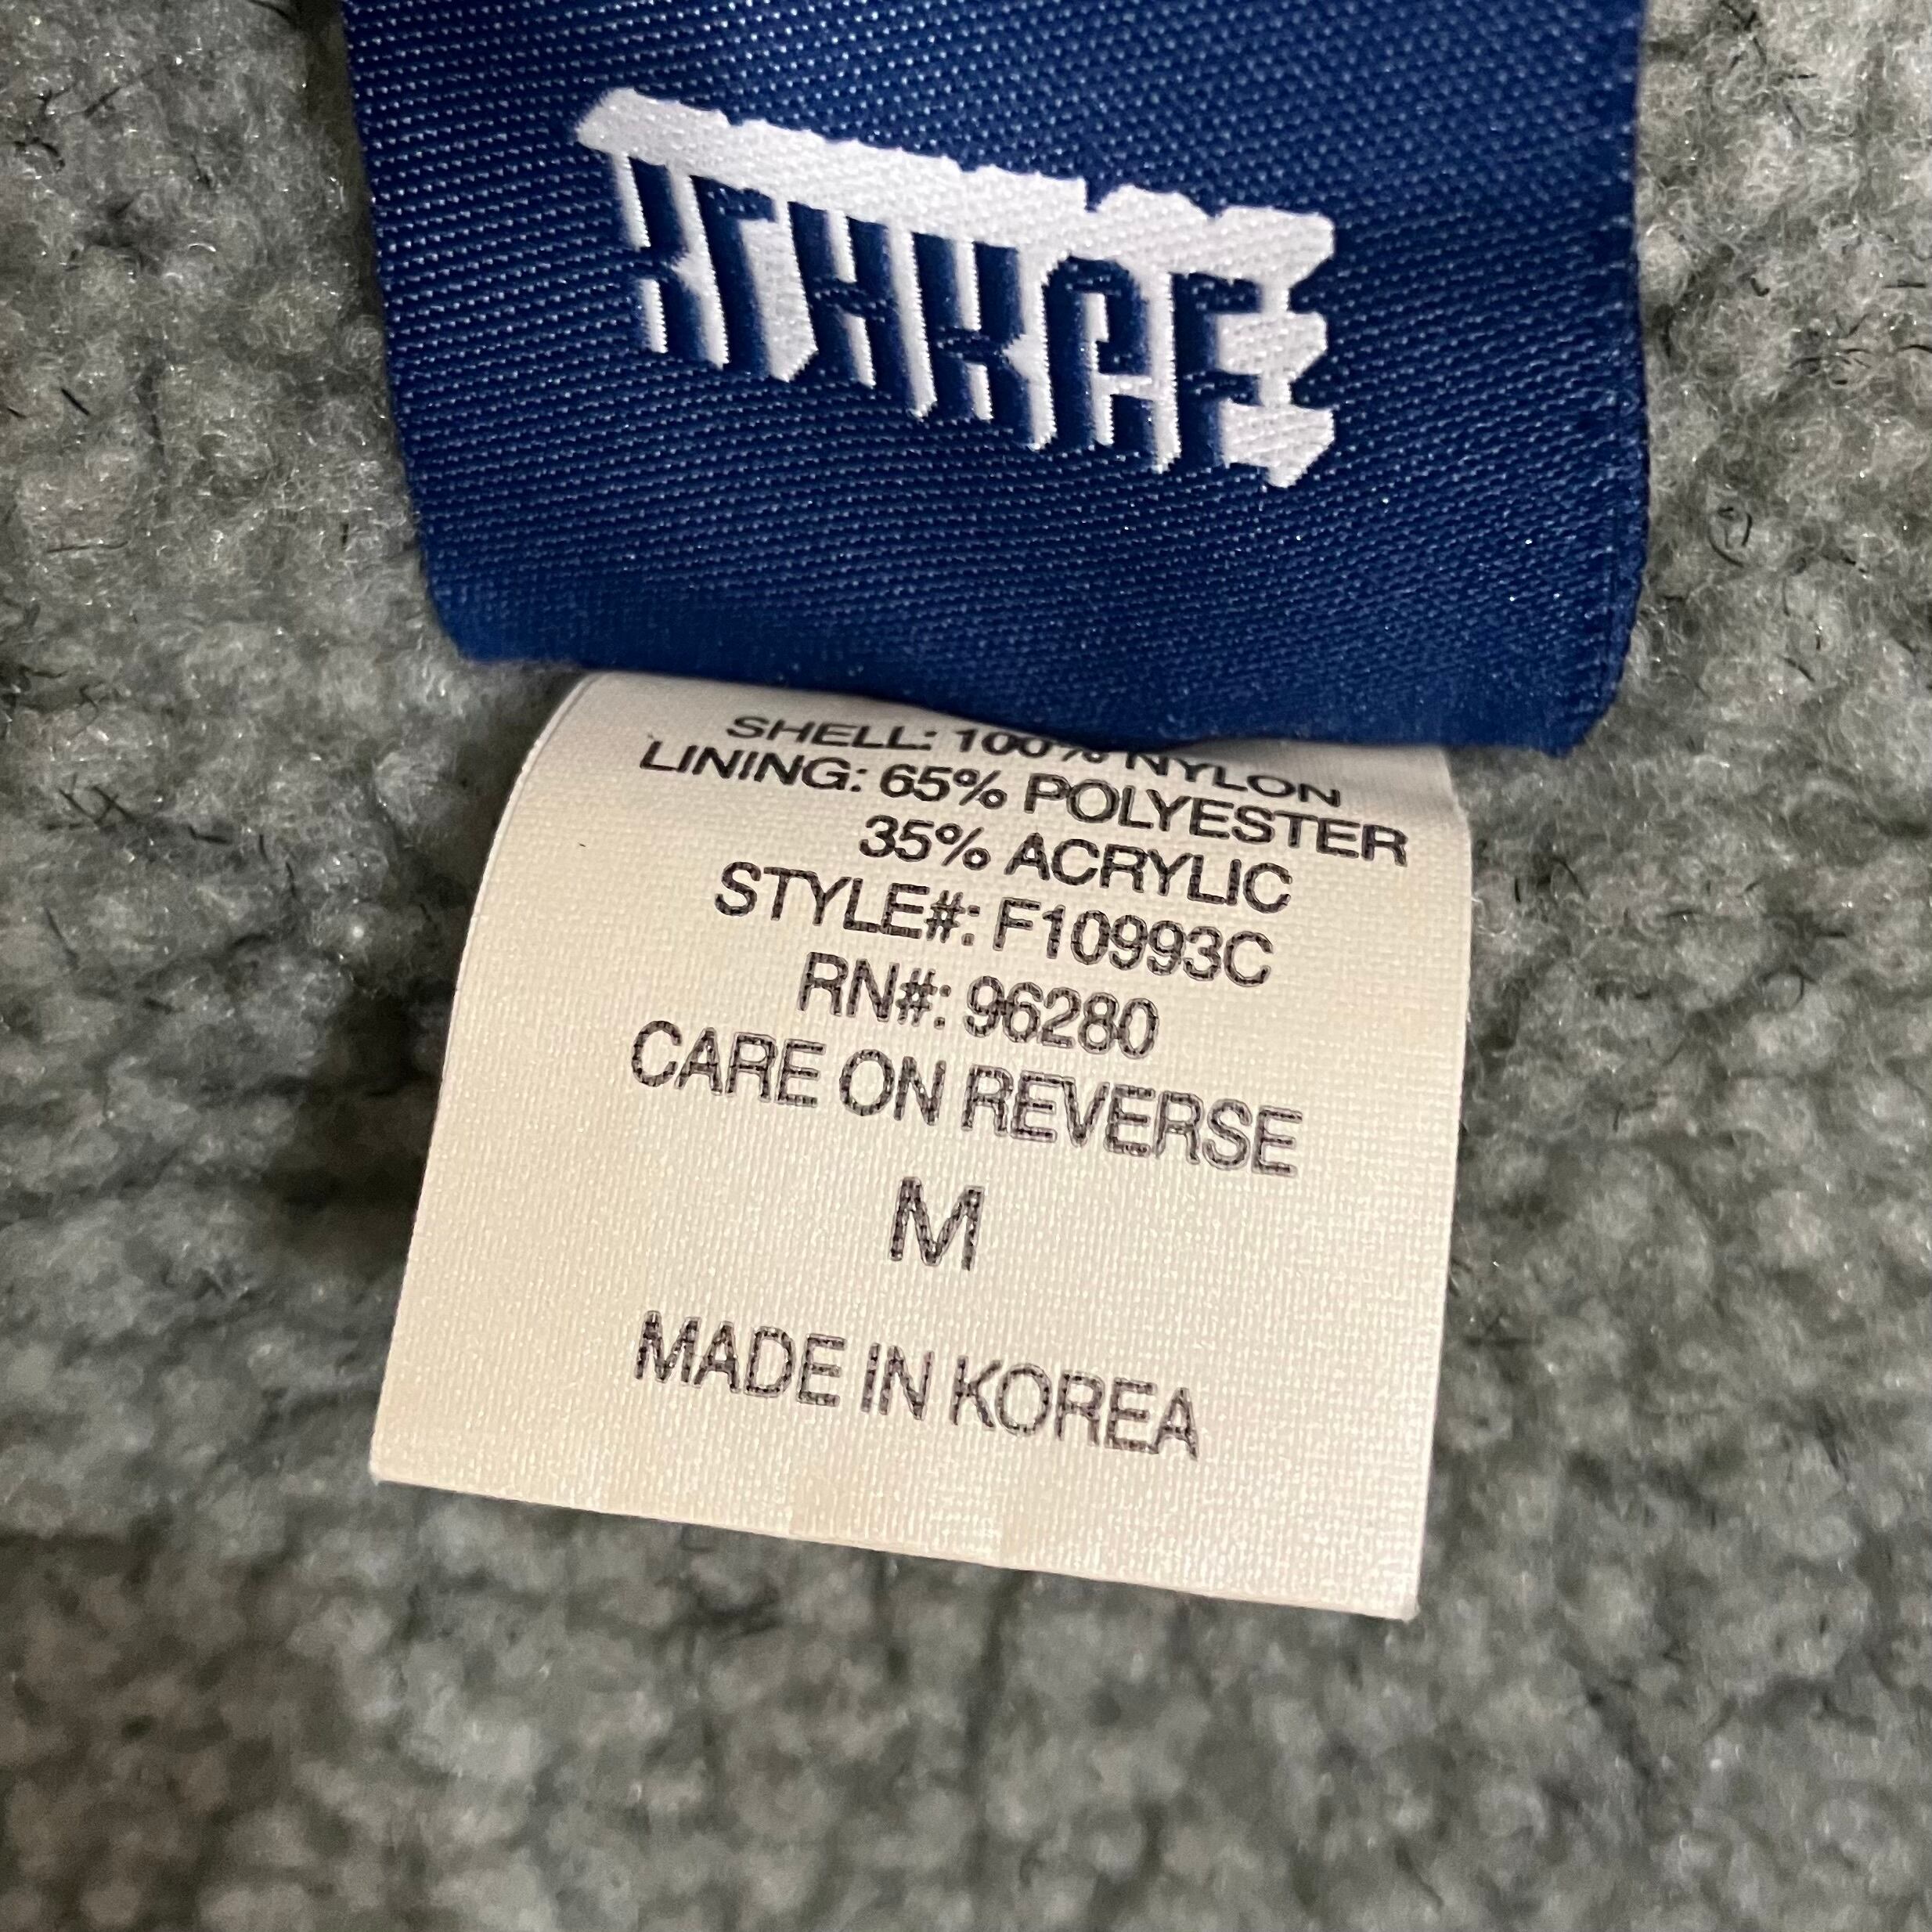 SHELL: 100% NYLON
LINING: 65% POLYESTER
35% ACRYLIC
STYLE#: F10993C
RN#: 96280
CARE ON REVERSE
M
MADE IN KOREA